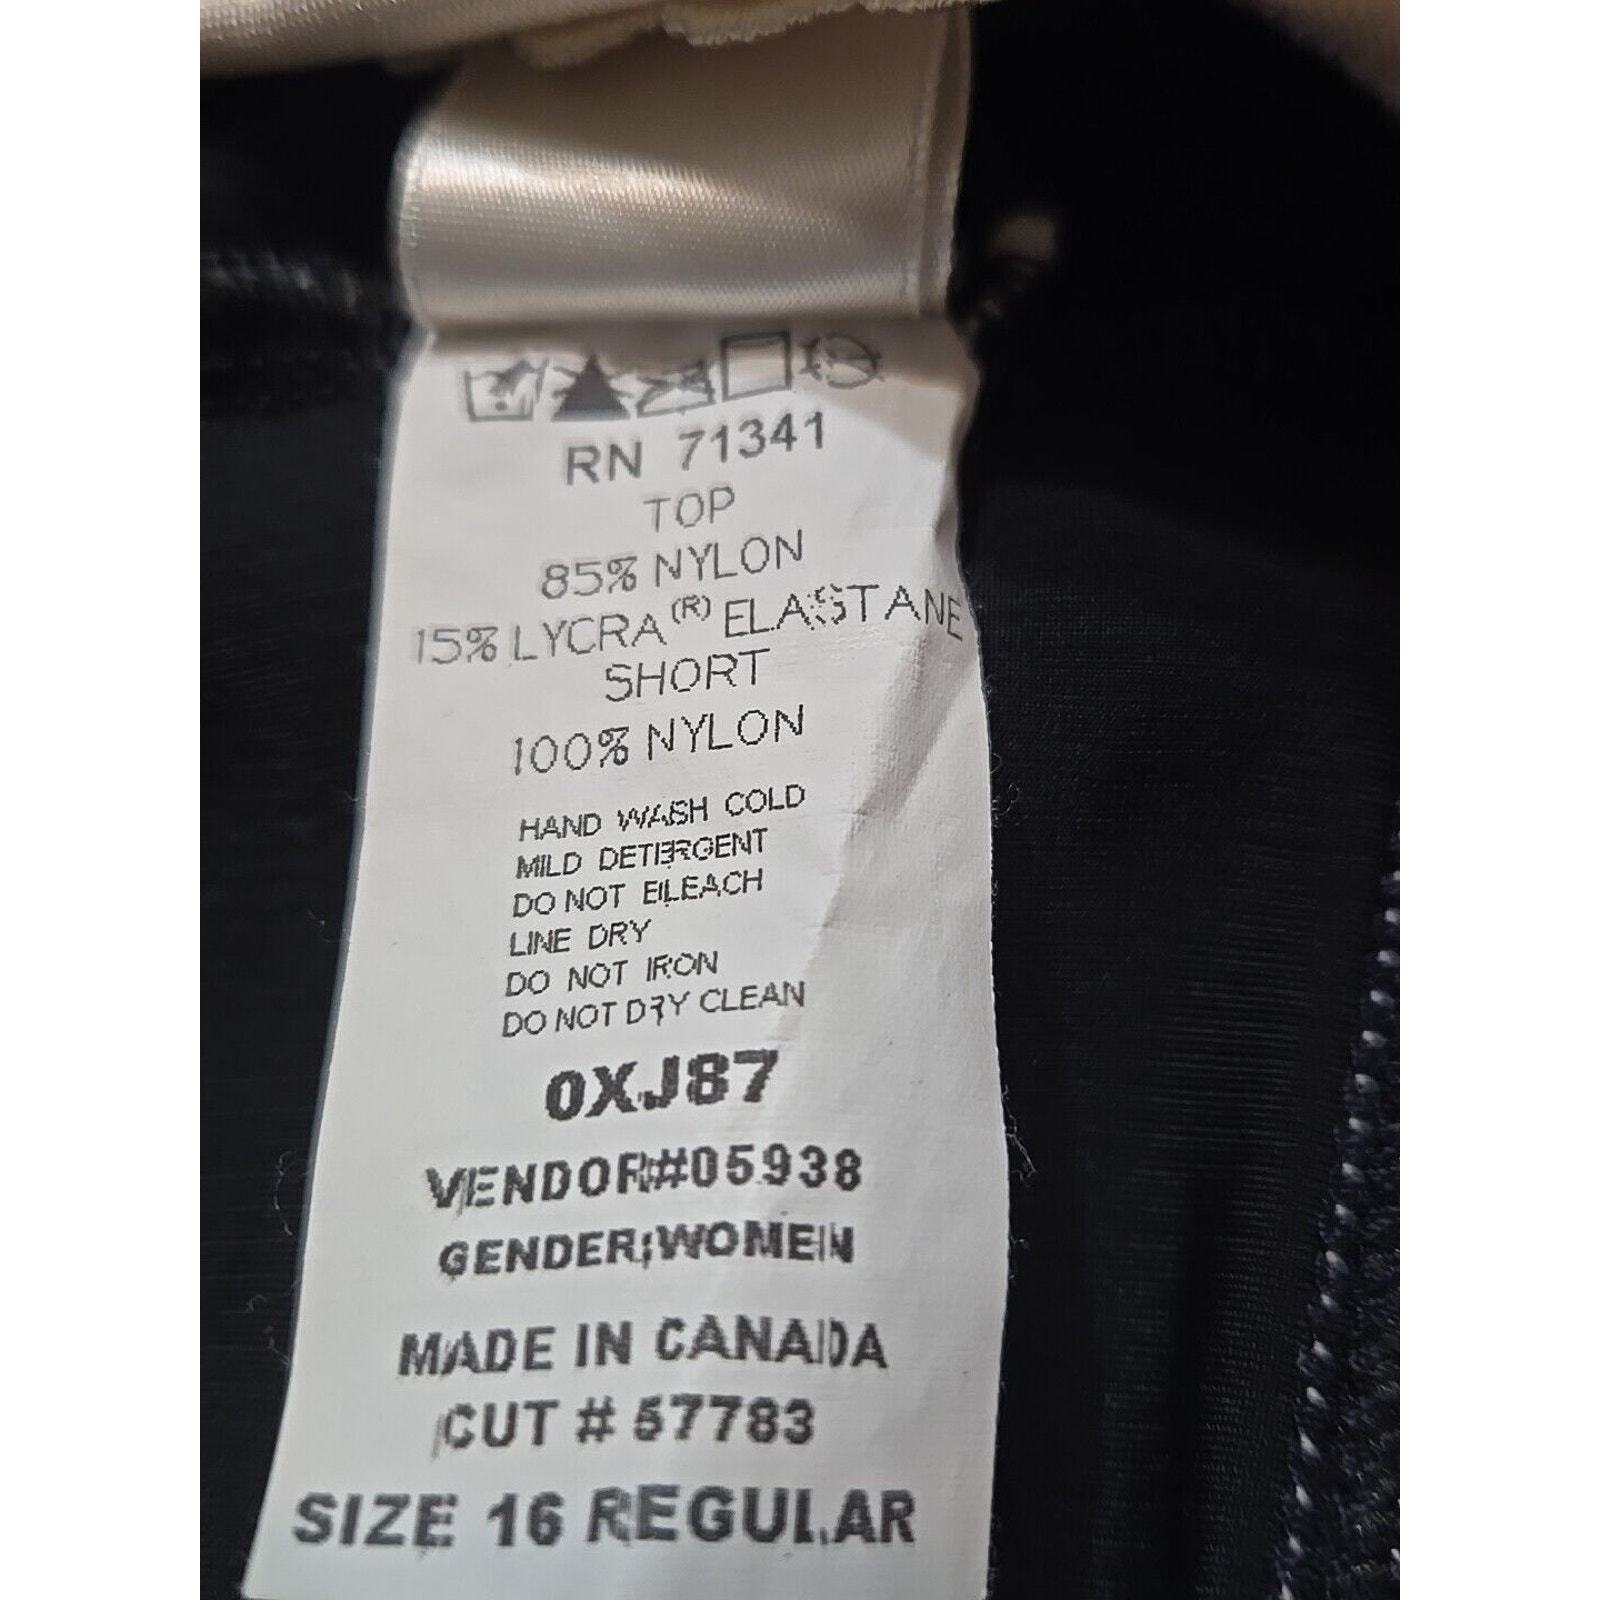 RN 71341
TOP
85% NYLON
15% LYCRA(R) ELASTANE
SHORT
100% NYLON
HAND WASH COLD
MILD DETERGENT
DO NOT BLEACH
LINE DRY
DO NOT IRON
DO NOT DRY CLEAN
0XJ87
VENDOR#05938
GENDER:WOMEN
MADE IN CANADA
CUT # 57783
SIZE 16 REGULAR